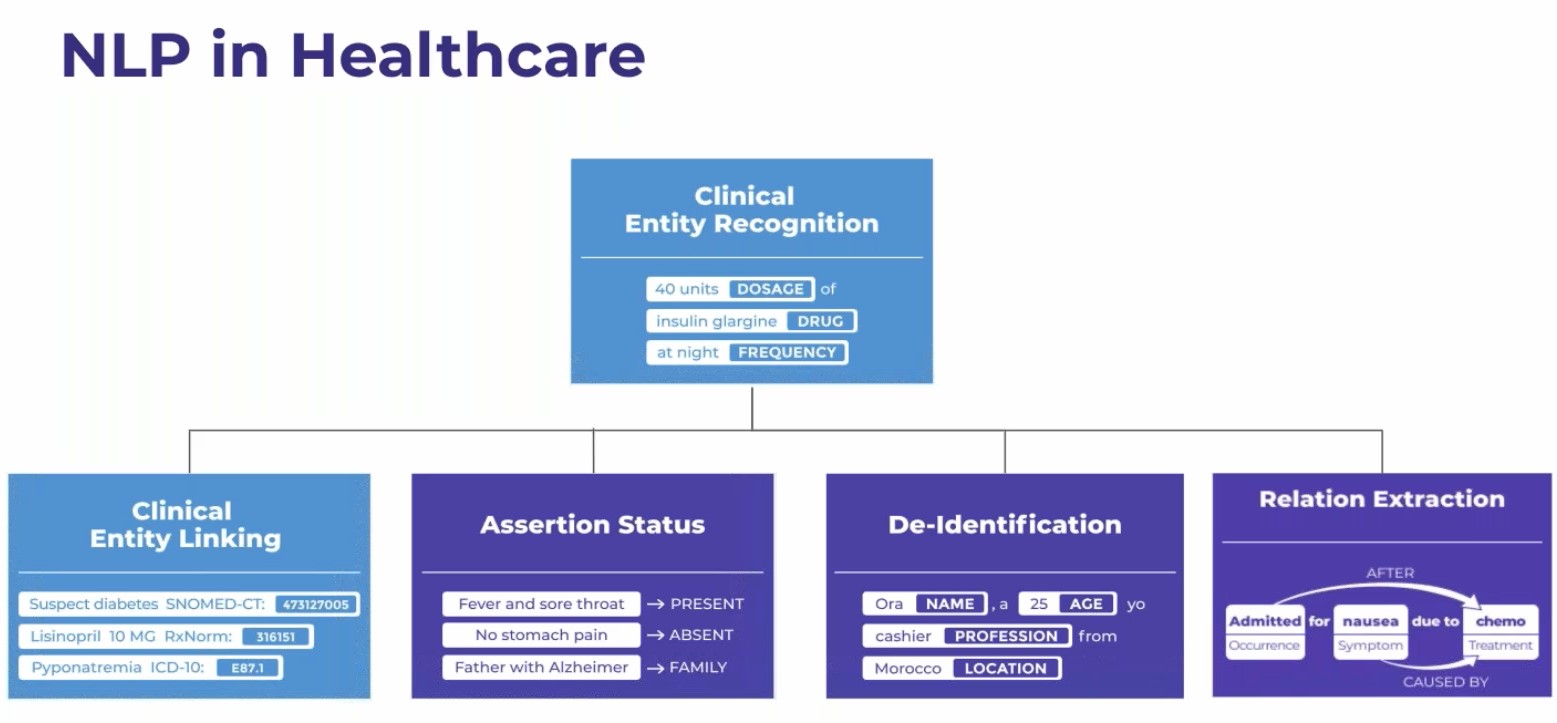 NLP in Healthcare
Clinical
Entity Recognition
40 units DOSAGE of
insulin glargine DRUG
at night FREQUENCY
Clinical
Entity Linking
Suspect diabetes SNOMED-CT: 473127005
Lisinopril 10 MG RxNorm: 316151
Pyponatremia ICD-10: E87.1
Assertion Status
Fever and sore throat → PRESENT
No stomach pain → ABSENT
Father with Alzheimer → FAMILY
De-Identification
Ora NAME , a 25 AGE yo
cashier PROFESSION from
Morocco LOCATION
Relation Extraction
AFTER
Admitted for nausea due to chemo
Occurrence Symptom Treatment
CAUSED BY